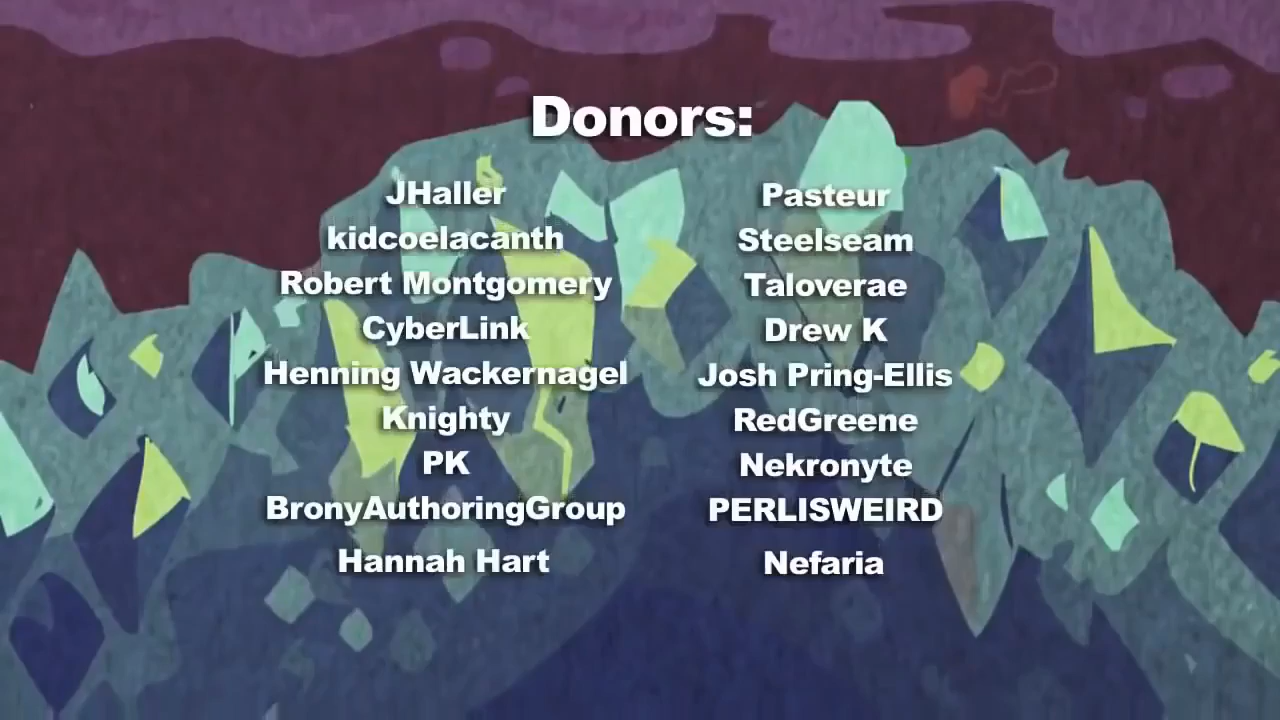 Donors:
JHaller
kidcoelacanth
Robert Montgomery
CyberLink
Henning Wackernagel
Knighty
PK
BronyAuthoringGroup
Hannah Hart
Pasteur
Steelseam
Taloverae
Drew K
Josh Pring-Ellis
RedGreene
Nekronyte
PERLISWEIRD
Nefaria